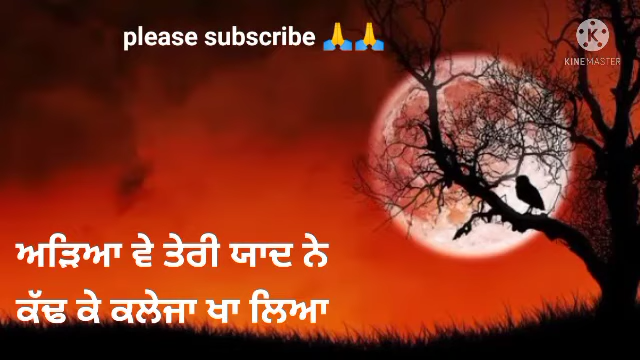 please subscribe 🙏🙏
KINEMASTER
ਅੜਿਆ ਵੇ ਤੇਰੀ ਯਾਦ ਨੇ
ਕੱਢ ਕੇ ਕਲੇਜਾ ਖਾ ਲਿਆ